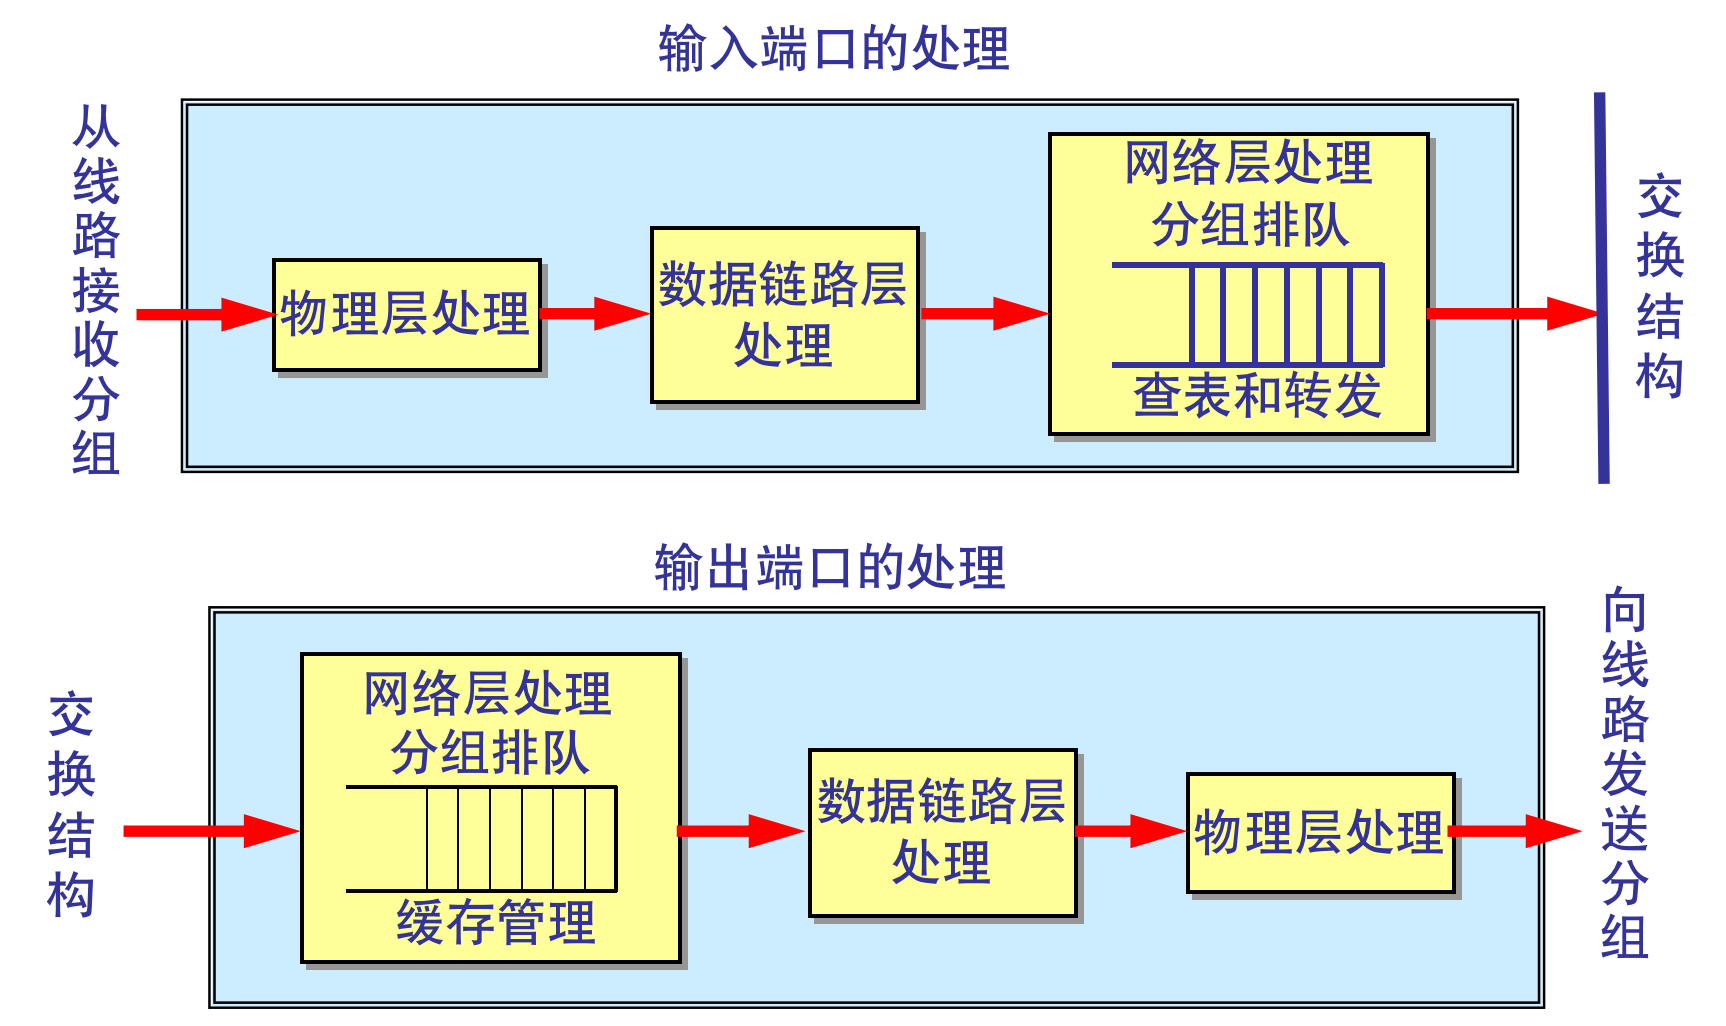 输入端口的处理
从线路接收分组
物理层处理
数据链路层
处理
网络层处理
分组排队
查表和转发
交换结构
输出端口的处理
交换结构
网络层处理
分组排队
缓存管理
数据链路层
处理
物理层处理
向线路发送分组